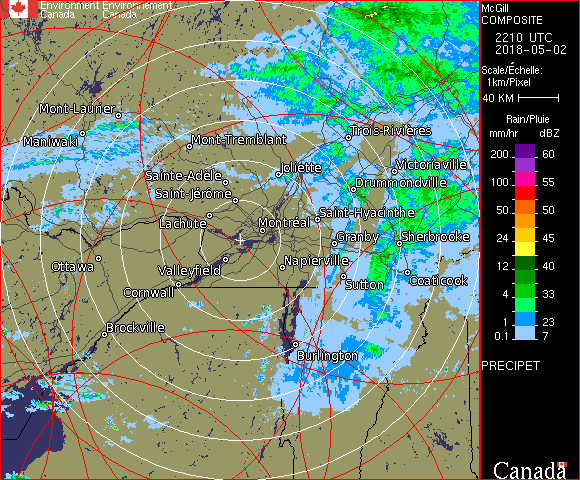 Environment Environnement
Canada Canada
McGill
COMPOSITE
2210 UTC
2018-05-02
Scale/Échelle:
1km/Pixel
40 KM
Rain/Pluie
mm/hr dBZ
200 60
100 55
50 50
24 45
12 40
4 33
2 30
1 23
0.1 7
PRECIPET
Canada
Mont-Laurier
Maniwaki
Mont-Tremblant
Trois-Rivières
Joliette
Victoriaville
Sainte-Adèle
Drummondville
Saint-Jérôme
Lachute
Saint-Hyacinthe
Montréal
Granby
Sherbrooke
Ottawa
Valleyfield
Napierville
Coaticook
Sutton
Cornwall
Brockville
Burlington